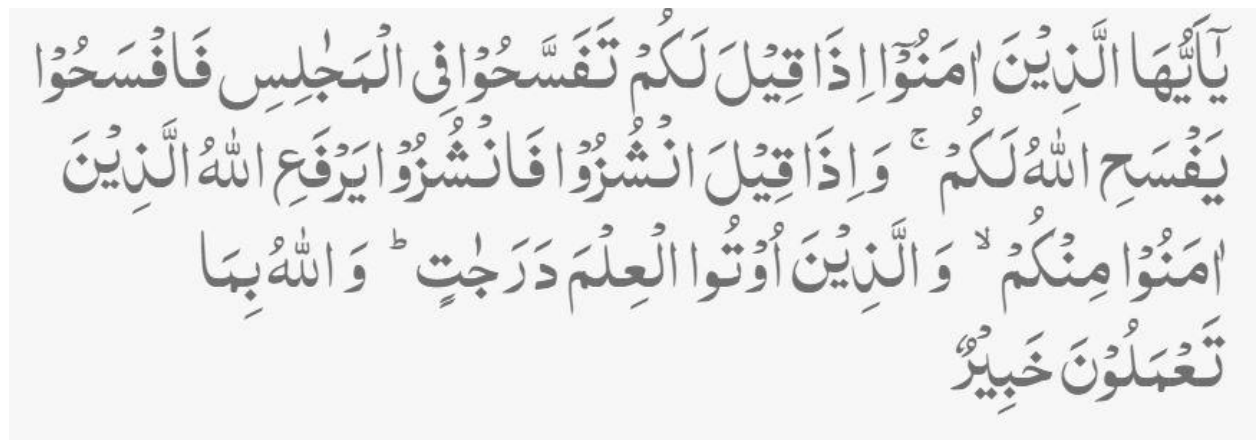 يٰٓاَيُّهَا الَّذِيْنَ اٰمَنُوْٓا اِذَا قِيْلَ لَكُمْ تَفَسَّحُوْا فِى الْمَجٰلِسِ فَافْسَحُوْا
يَفْسَحِ اللّٰهُ لَكُمْ ۚ وَاِذَا قِيْلَ انْشُزُوْا فَانْشُزُوْا يَرْفَعِ اللّٰهُ الَّذِيْنَ
اٰمَنُوْا مِنْكُمْ ۙ وَالَّذِيْنَ اُوْتُوا الْعِلْمَ دَرَجٰتٍ ؕ وَاللّٰهُ بِمَا
تَعْمَلُوْنَ خَبِيْرٌ